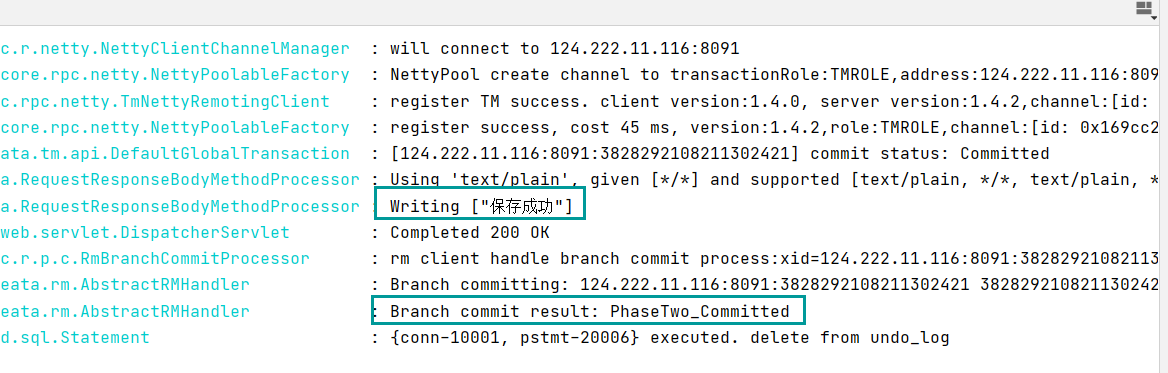 c.r.netty.NettyClientChannelManager : will connect to 124.222.11.116:8091
core.rpc.netty.NettyPoolableFactory : NettyPool create channel to transactionRole:TMROLE,address:124.222.11.116:809
c.rpc.netty.TmNettyRemotingClient : register TM success. client version:1.4.0, server version:1.4.2,channel:[id:
core.rpc.netty.NettyPoolableFactory : register success, cost 45 ms, version:1.4.2,role:TMROLE,channel:[id: 0x169cc2
ata.tm.api.DefaultGlobalTransaction : [124.222.11.116:8091:3828292108211302421] commit status: Committed
a.RequestResponseBodyMethodProcessor : Using 'text/plain', given [*/*] and supported [text/plain, */*, text/plain, *
a.RequestResponseBodyMethodProcessor : Writing ["保存成功"]
web.servlet.DispatcherServlet : Completed 200 OK
c.r.p.c.RmBranchCommitProcessor : rm client handle branch commit process:xid=124.222.11.116:8091:38282921082113
eata.rm.AbstractRMHandler : Branch committing: 124.222.11.116:8091:3828292108211302421 382829210821130242
eata.rm.AbstractRMHandler : Branch commit result: PhaseTwo_Committed
d.sql.Statement : {conn-10001, pstmt-20006} executed. delete from undo_log